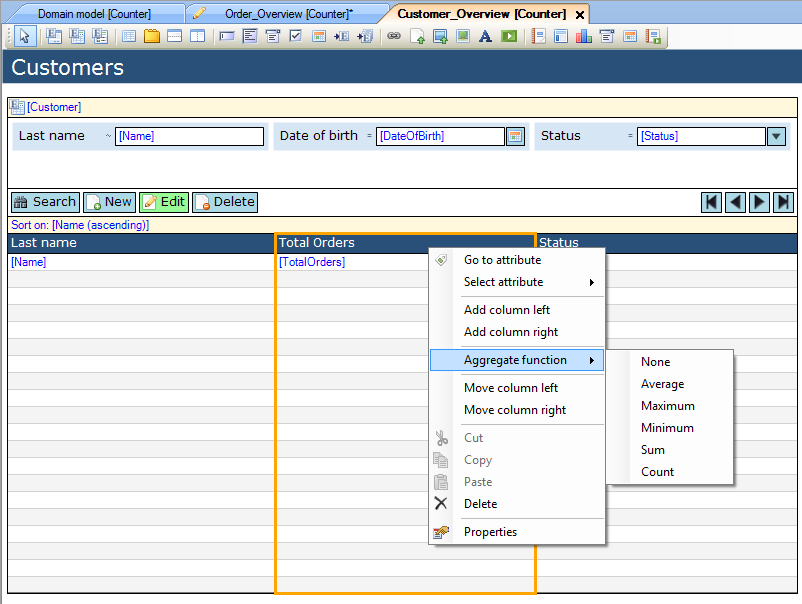 Domain model [Counter]
Order_Overview [Counter]*
Customer_Overview [Counter]
Customers
[Customer]
Last name ~ [Name] Date of birth = [DateOfBirth] Status = [Status]
Search New Edit Delete
Sort on: [Name (ascending)]
Last name Total Orders Status
[Name] [TotalOrders]
Go to attribute
Select attribute
Add column left
Add column right
Aggregate function
Move column left
Move column right
Cut
Copy
Paste
Delete
Properties
None
Average
Maximum
Minimum
Sum
Count